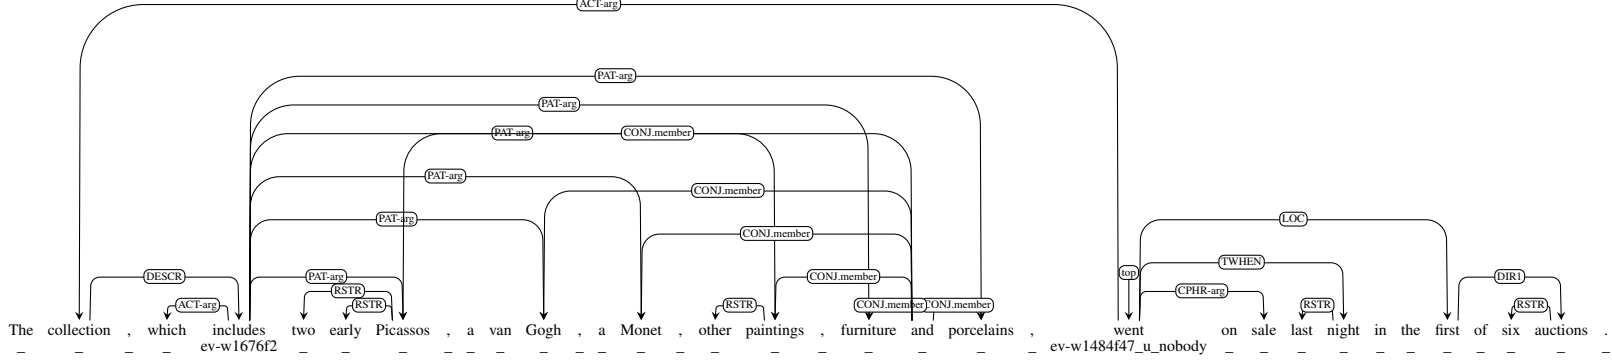 ACT-arg
PAT-arg
PAT-arg
PAT-arg CONJ.member
PAT-arg
CONJ.member
PAT-arg LOC
CONJ.member
top TWHEN
DESCR PAT-arg CONJ.member DIR1
RSTR CPHR-arg
ACT-arg RSTR RSTR CONJ.member CONJ.member RSTR RSTR
The collection , which includes two early Picassos , a van Gogh , a Monet , other paintings , furniture and porcelains , went on sale last night in the first of six auctions .
_ _ _ _ ev-w1676f2 _ _ _ _ _ _ _ _ _ _ _ _ _ _ _ _ _ _ ev-w1484f47_u_nobody _ _ _ _ _ _ _ _ _ _ _